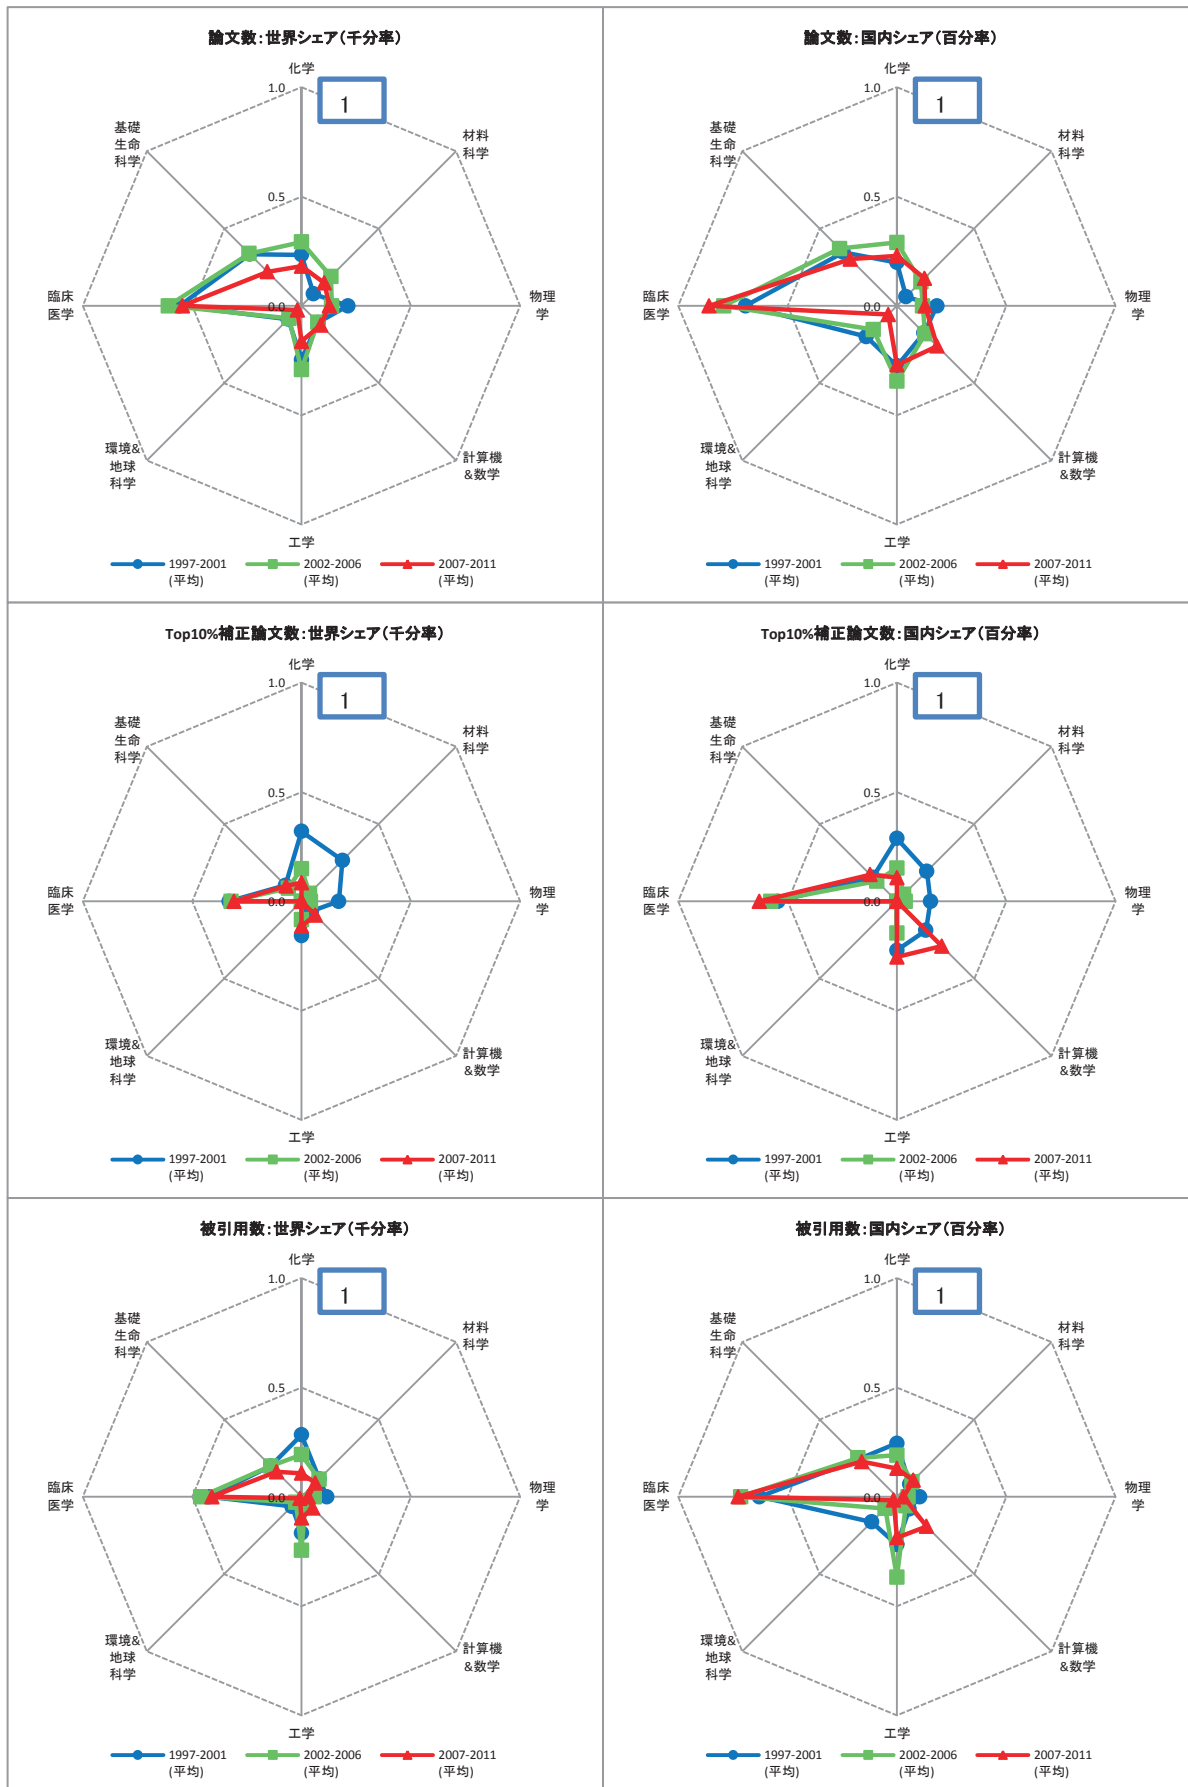 論文数：世界シェア（千分率）
化学
1.0
1
基礎
生命
科学
材料
科学
0.5
臨床
医学
0.0
物理
学
環境&
地球
科学
計算機
&数学
工学
1997-2001
(平均)
2002-2006
(平均)
2007-2011
(平均)
論文数：国内シェア（百分率）
化学
1.0
1
基礎
生命
科学
材料
科学
0.5
臨床
医学
0.0
物理
学
環境&
地球
科学
計算機
&数学
工学
1997-2001
(平均)
2002-2006
(平均)
2007-2011
(平均)
Top10%補正論文数：世界シェア（千分率）
化学
1.0
1
基礎
生命
科学
材料
科学
0.5
臨床
医学
0.0
物理
学
環境&
地球
科学
計算機
&数学
工学
1997-2001
(平均)
2002-2006
(平均)
2007-2011
(平均)
Top10%補正論文数：国内シェア（百分率）
化学
1.0
1
基礎
生命
科学
材料
科学
0.5
臨床
医学
0.0
物理
学
環境&
地球
科学
計算機
&数学
工学
1997-2001
(平均)
2002-2006
(平均)
2007-2011
(平均)
被引用数：世界シェア（千分率）
化学
1.0
1
基礎
生命
科学
材料
科学
0.5
臨床
医学
0.0
物理
学
環境&
地球
科学
計算機
&数学
工学
1997-2001
(平均)
2002-2006
(平均)
2007-2011
(平均)
被引用数：国内シェア（百分率）
化学
1.0
1
基礎
生命
科学
材料
科学
0.5
臨床
医学
0.0
物理
学
環境&
地球
科学
計算機
&数学
工学
1997-2001
(平均)
2002-2006
(平均)
2007-2011
(平均)